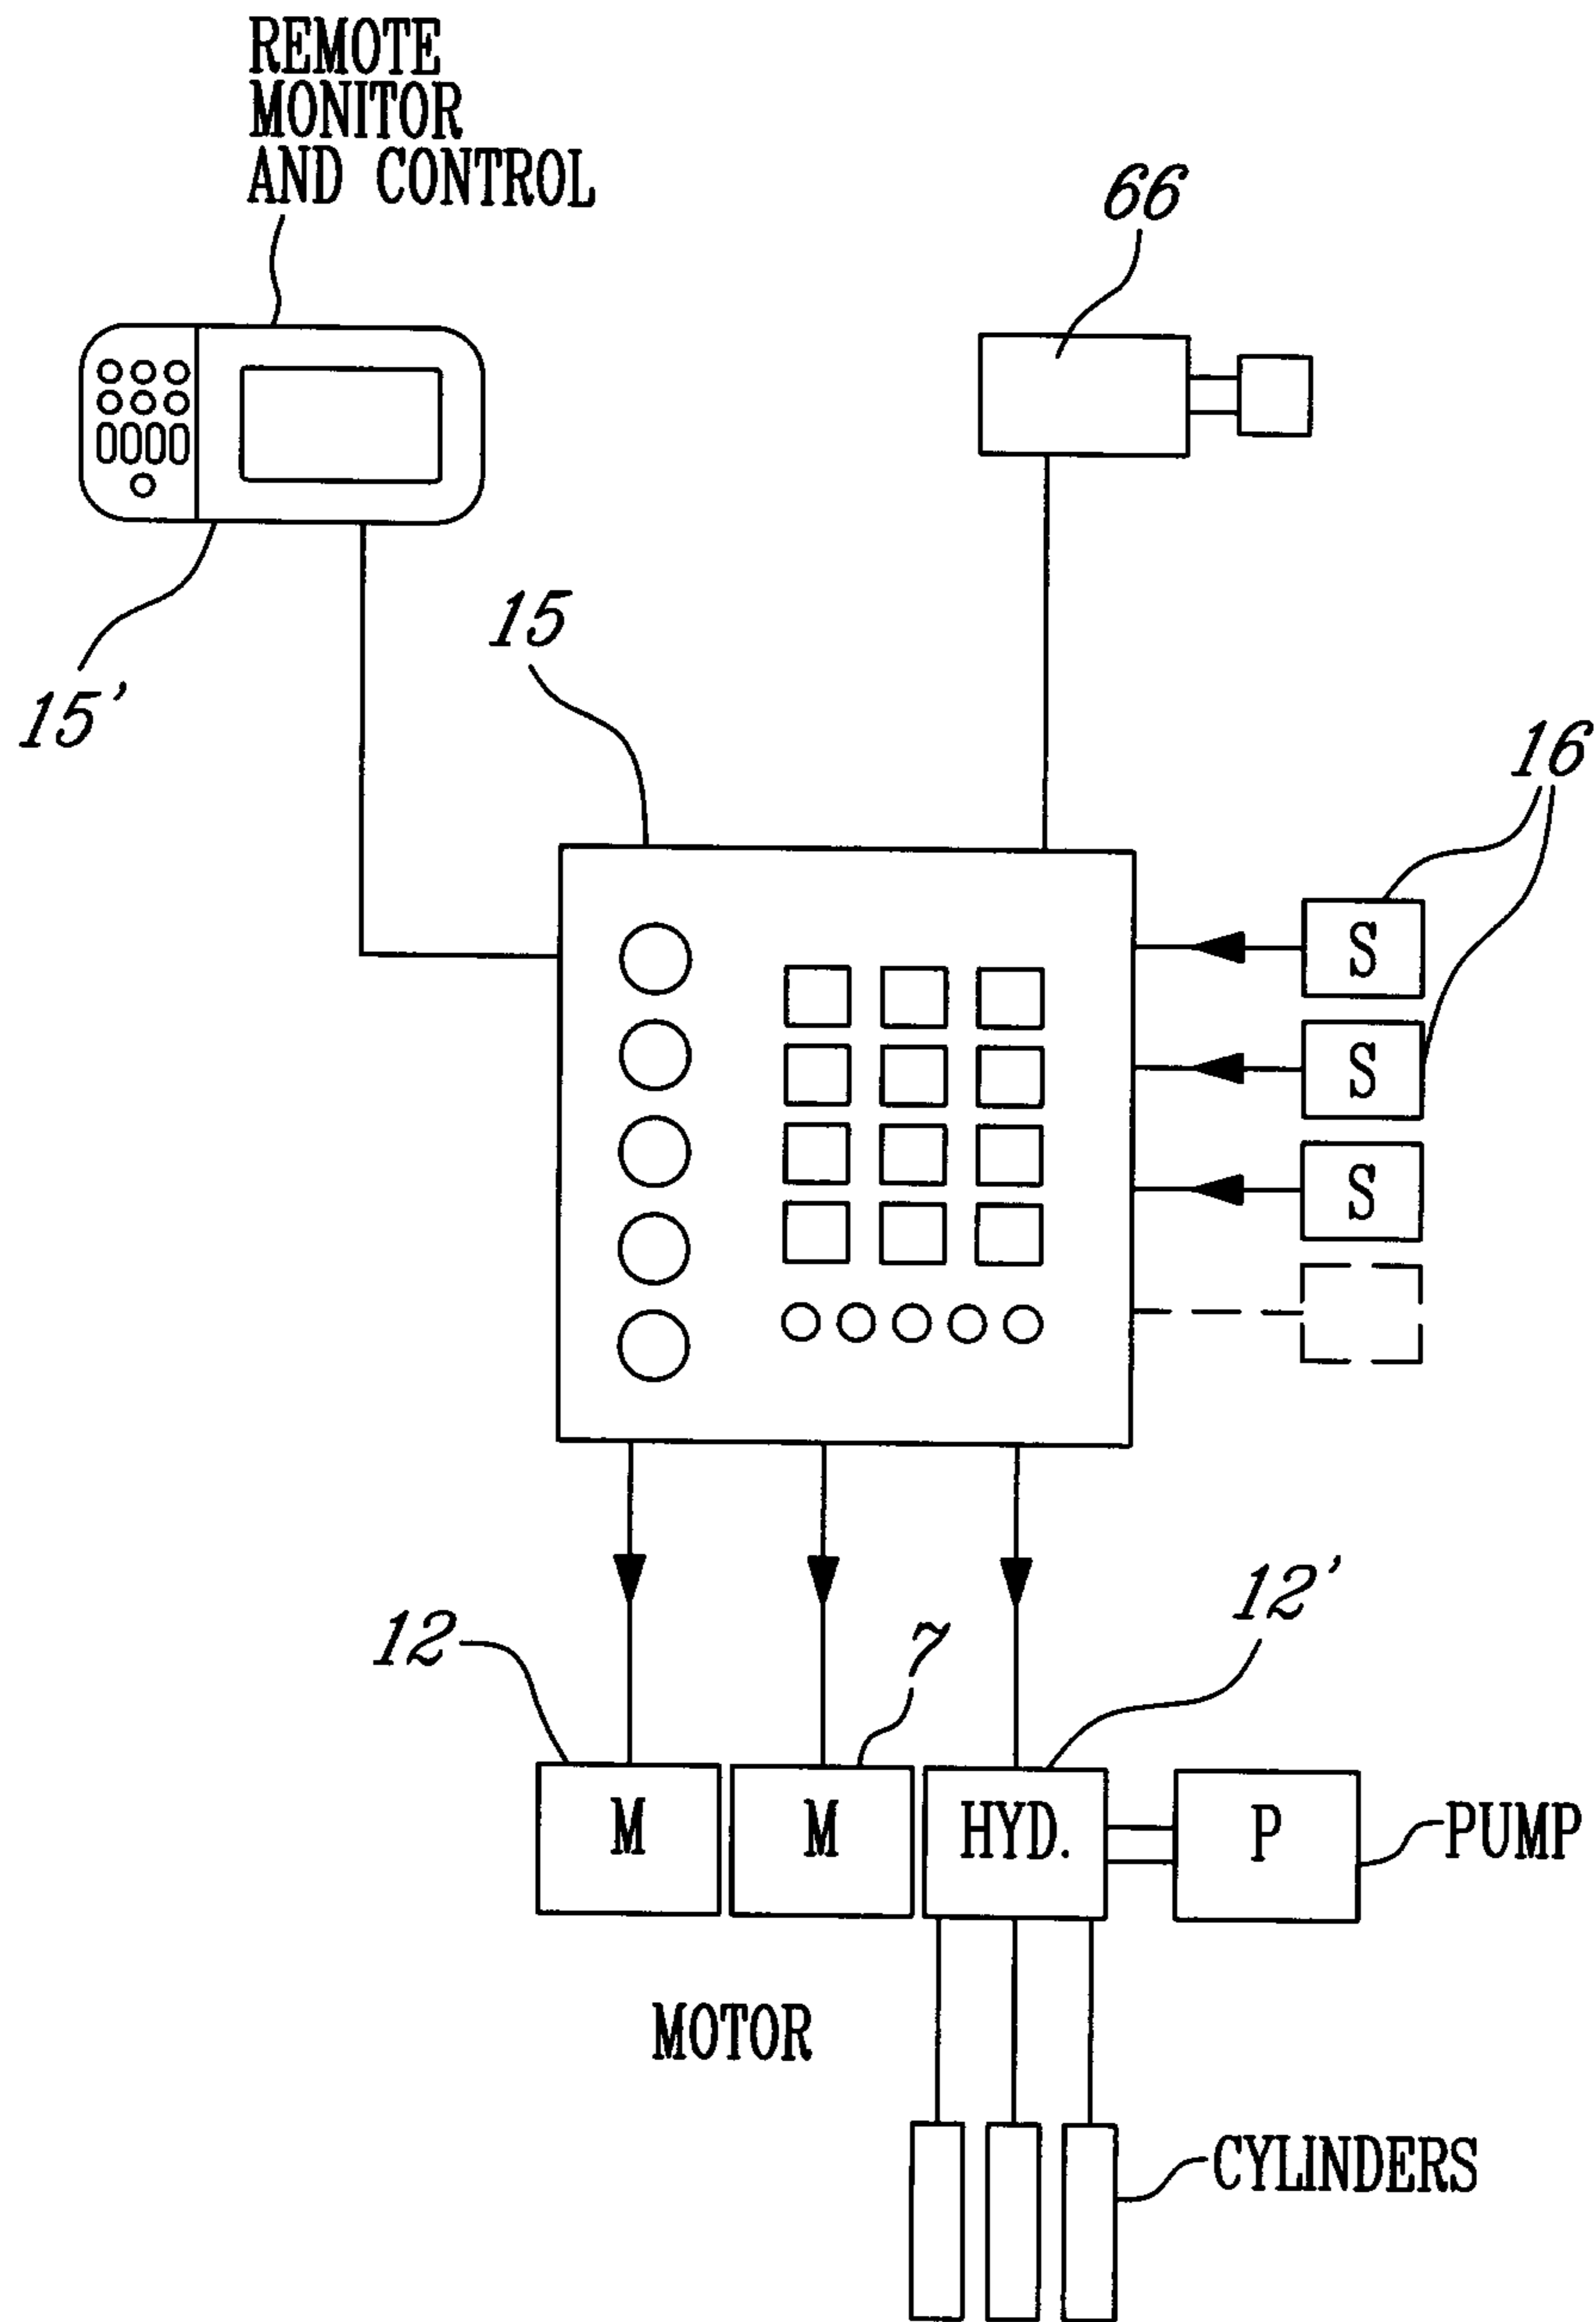 REMOTE
MONITOR
AND CONTROL
66
15'
15
16
S
S
S
12
7
12'
M
M
HYD.
P
PUMP
MOTOR
CYLINDERS